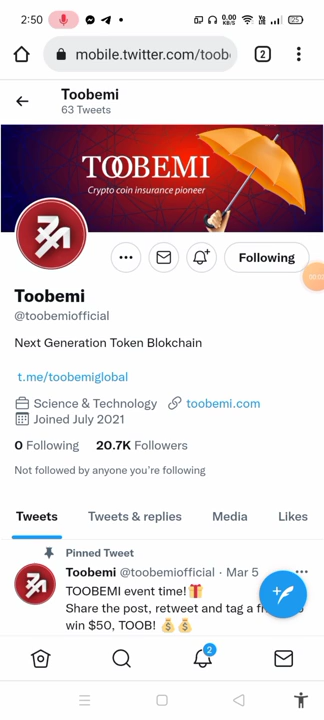 2:50
0.00
KB/S
25
mobile.twitter.com/toob
2
Toobemi
63 Tweets
TOOBEMI
Crypto coin insurance pioneer
Following
Toobemi
@toobemiofficial
Next Generation Token Blokchain
t.me/toobemiglobal
Science & Technology toobemi.com
Joined July 2021
0 Following 20.7K Followers
Not followed by anyone you're following
Tweets Tweets & replies Media Likes
Pinned Tweet
Toobemi @toobemiofficial · Mar 5
TOOBEMI event time!
Share the post, retweet and tag a
win $50, TOOB!
2